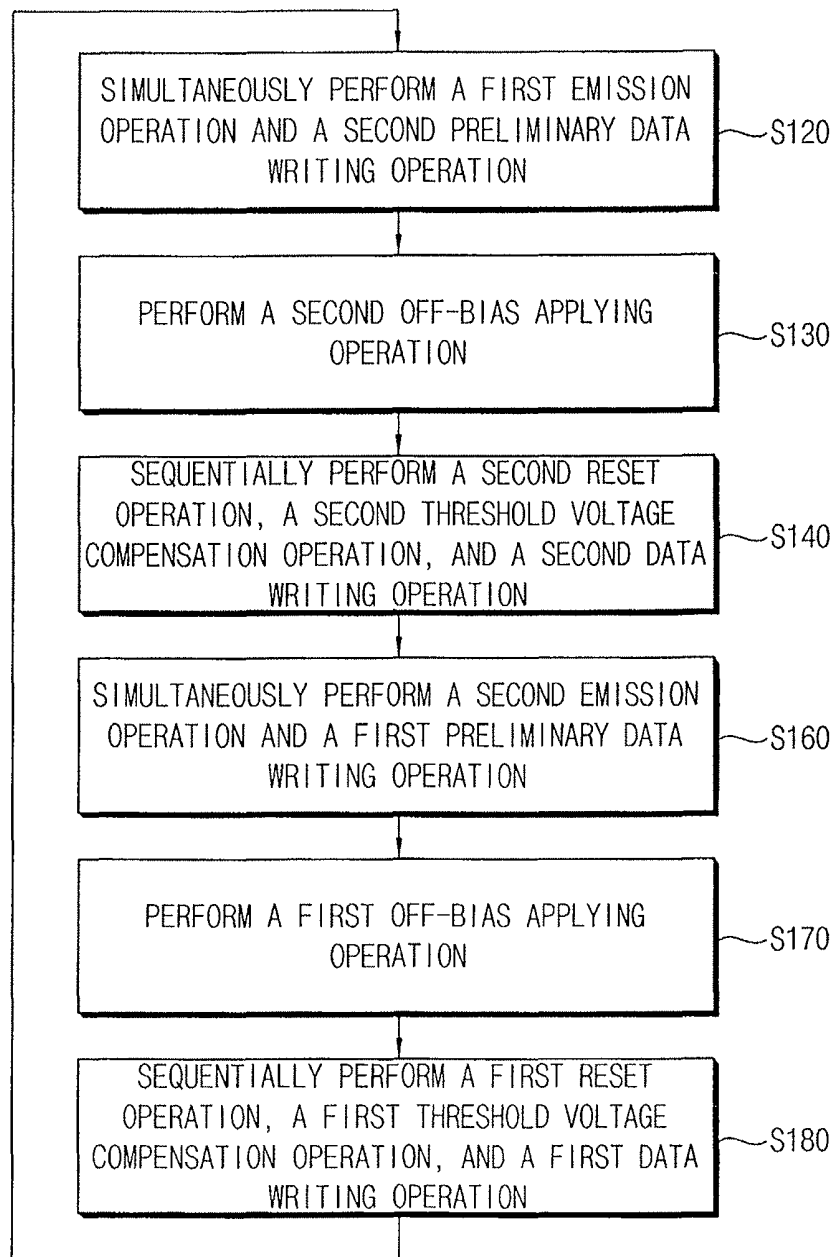 SIMULTANEOUSLY PERFORM A FIRST EMISSION
OPERATION AND A SECOND PRELIMINARY DATA
WRITING OPERATION
S120
PERFORM A SECOND OFF-BIAS APPLYING
OPERATION
S130
SEQUENTIALLY PERFORM A SECOND RESET
OPERATION, A SECOND THRESHOLD VOLTAGE
COMPENSATION OPERATION, AND A SECOND DATA
WRITING OPERATION
S140
SIMULTANEOUSLY PERFORM A SECOND EMISSION
OPERATION AND A FIRST PRELIMINARY DATA
WRITING OPERATION
S160
PERFORM A FIRST OFF-BIAS APPLYING
OPERATION
S170
SEQUENTIALLY PERFORM A FIRST RESET
OPERATION, A FIRST THRESHOLD VOLTAGE
COMPENSATION OPERATION, AND A FIRST DATA
WRITING OPERATION
S180